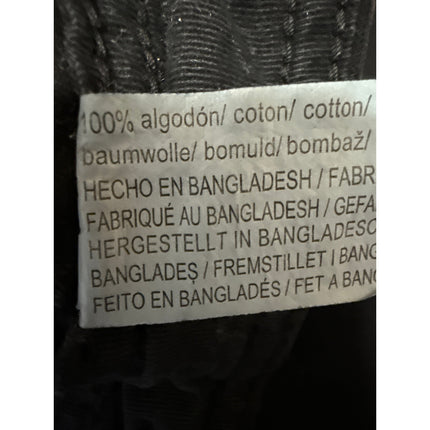 100% algodón/ coton/ cotton/
baumwolle/ bomuld/ bombaž/
HECHO EN BANGLADESH / FABR
FABRIQUÉ AU BANGLADESH / GEFA
HERGESTELLT IN BANGLADESC
BANGLADEŞ / FREMSTILLET I BANG
FEITO EN BANGLADÉS / FET A BANG